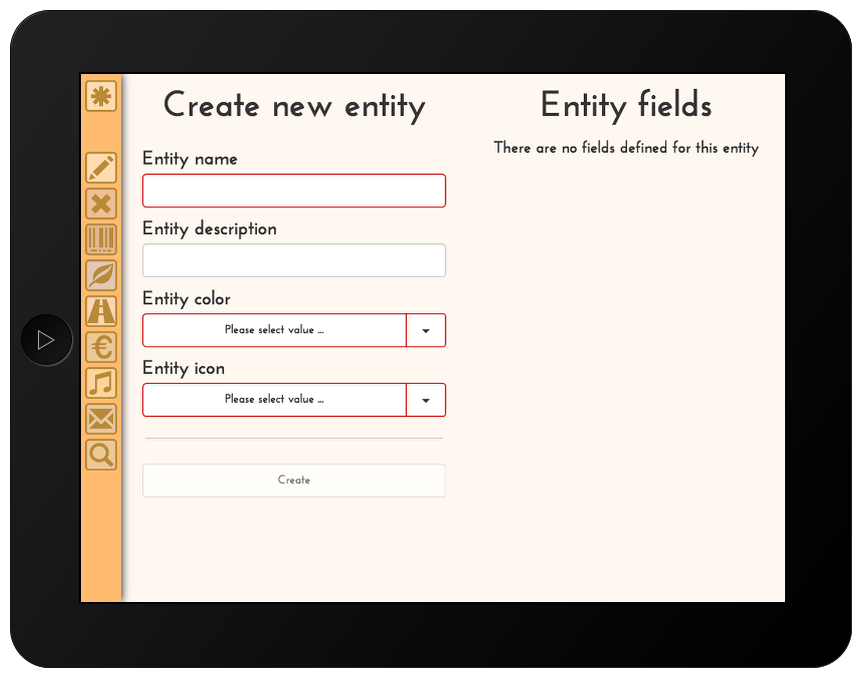 Create new entity
Entity name
Entity description
Entity color
Please select value ...
Entity icon
Please select value ...
Create
Entity fields
There are no fields defined for this entity